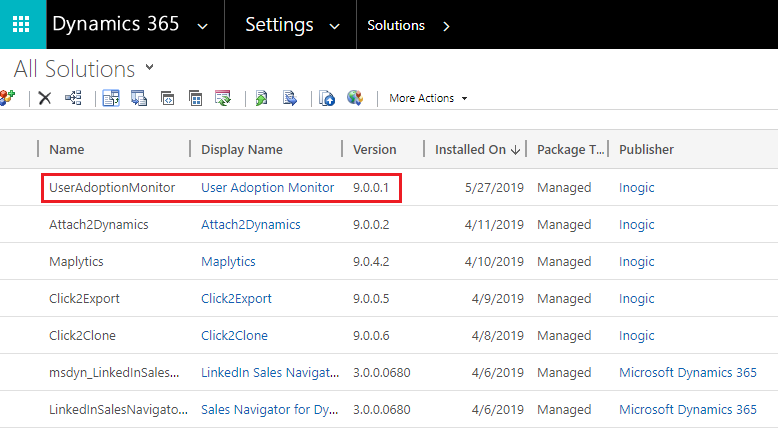 Dynamics 365 Settings Solutions
All Solutions
More Actions
Name Display Name Version Installed On Package T... Publisher
UserAdoptionMonitor User Adoption Monitor 9.0.0.1 5/27/2019 Managed Inogic
Attach2Dynamics Attach2Dynamics 9.0.0.2 4/11/2019 Managed Inogic
Maplytics Maplytics 9.0.4.2 4/10/2019 Managed Inogic
Click2Export Click2Export 9.0.0.5 4/9/2019 Managed Inogic
Click2Clone Click2Clone 9.0.0.6 4/8/2019 Managed Inogic
msdyn_LinkedInSales... LinkedIn Sales Navigat... 3.0.0.0680 4/6/2019 Managed Microsoft Dynamics 365
LinkedInSalesNavigato... Sales Navigator for Dy... 3.0.0.0680 4/6/2019 Managed Microsoft Dynamics 365